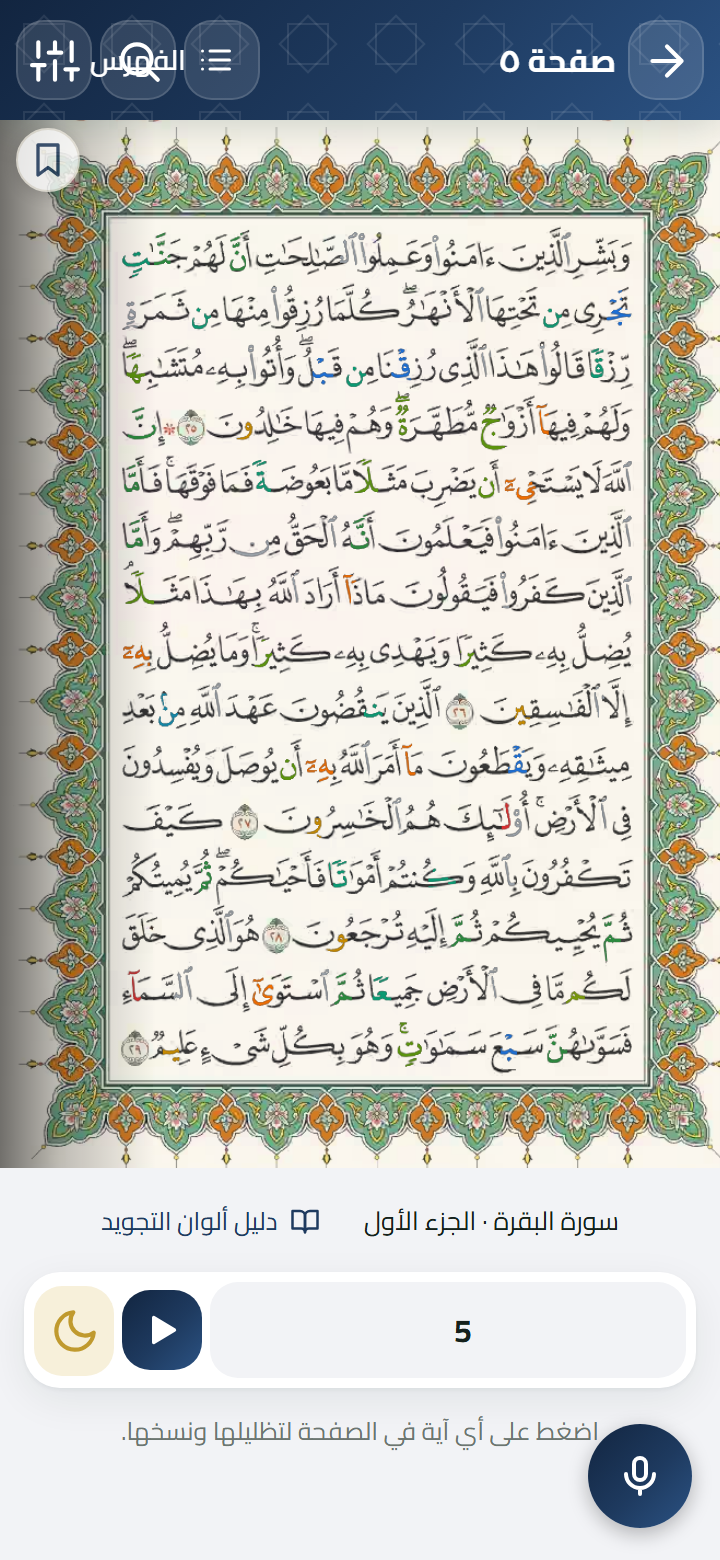 صفحة ٥
الفهرس
وَبَشِّرِ ٱلَّذِينَ ءَامَنُوا۟ وَعَمِلُوا۟ ٱلصَّٰلِحَٰتِ أَنَّ لَهُمْ جَنَّٰتٍ
تَجْرِى مِن تَحْتِهَا ٱلْأَنْهَٰرُ ۖ كُلَّمَا رُزِقُوا۟ مِنْهَا مِن ثَمَرَةٍ
رِّزْقًا قَالُوا۟ هَٰذَا ٱلَّذِى رُزِقْنَا مِن قَبْلُ ۖ وَأُتُوا۟ بِهِۦ مُتَشَٰبِهًا ۖ
وَلَهُمْ فِيهَآ أَزْوَٰجٌ مُّطَهَّرَةٌ ۖ وَهُمْ فِيهَا خَٰلِدُونَ ٢٥ * إِنَّ
ٱللَّهَ لَا يَسْتَحْىِۦٓ أَن يَضْرِبَ مَثَلًا مَّا بَعُوضَةً فَمَا فَوْقَهَا ۚ فَأَمَّا
ٱلَّذِينَ ءَامَنُوا۟ فَيَعْلَمُونَ أَنَّهُ ٱلْحَقُّ مِن رَّبِّهِمْ ۖ وَأَمَّا
ٱلَّذِينَ كَفَرُوا۟ فَيَقُولُونَ مَاذَآ أَرَادَ ٱللَّهُ بِهَٰذَا مَثَلًا ۘ
يُضِلُّ بِهِۦ كَثِيرًا وَيَهْدِى بِهِۦ كَثِيرًا ۚ وَمَا يُضِلُّ بِهِۦٓ
إِلَّا ٱلْفَٰسِقِينَ ٢٦ ٱلَّذِينَ يَنقُضُونَ عَهْدَ ٱللَّهِ مِنۢ بَعْدِ
مِيثَٰقِهِۦ وَيَقْطَعُونَ مَآ أَمَرَ ٱللَّهُ بِهِۦٓ أَن يُوصَلَ وَيُفْسِدُونَ
فِى ٱلْأَرْضِ ۚ أُو۟لَٰٓئِكَ هُمُ ٱلْخَٰسِرُونَ ٢٧ كَيْفَ
تَكْفُرُونَ بِٱللَّهِ وَكُنتُمْ أَمْوَٰتًا فَأَحْيَٰكُمْ ۖ ثُمَّ يُمِيتُكُمْ
ثُمَّ يُحْيِيكُمْ ثُمَّ إِلَيْهِ تُرْجَعُونَ ٢٨ هُوَ ٱلَّذِى خَلَقَ
لَكُم مَّا فِى ٱلْأَرْضِ جَمِيعًا ثُمَّ ٱسْتَوَىٰٓ إِلَى ٱلسَّمَآءِ
فَسَوَّىٰهُنَّ سَبْعَ سَمَٰوَٰتٍ ۚ وَهُوَ بِكُلِّ شَىْءٍ عَلِيمٌ ٢٩
سورة البقرة · الجزء الأول
دليل ألوان التجويد
5
اضغط على أي آية في الصفحة لتظليلها ونسخها.